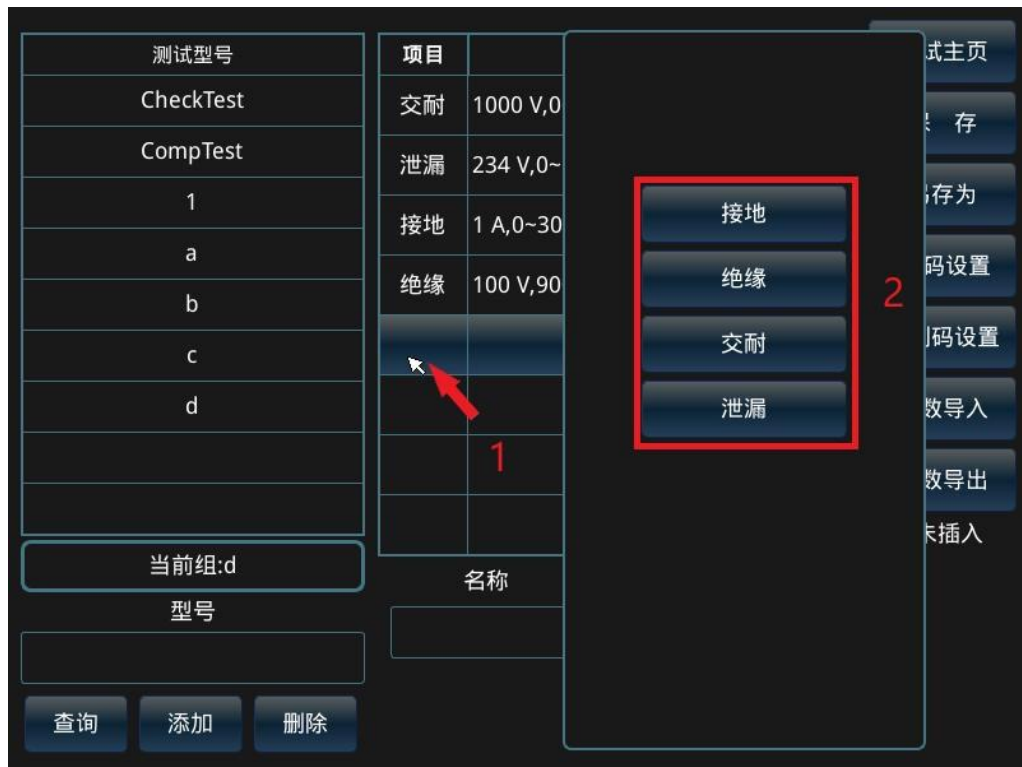 测试型号
CheckTest
CompTest
1
a
b
c
d
当前组:d
型号
查询 添加 删除
项目
交耐 1000 V,0
泄漏 234 V,0~
接地 1 A,0~30
绝缘 100 V,90
1
名称
接地
绝缘
交耐
泄漏
2
试主页
存
存为
码设置
码设置
数导入
数导出
未插入